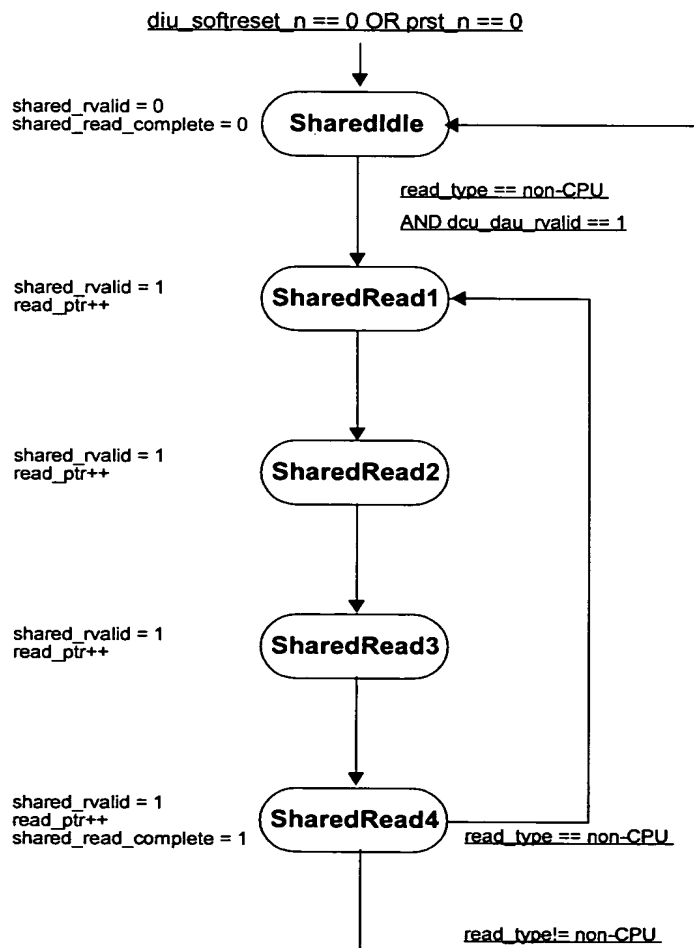 diu_softreset_n == 0 OR prst_n == 0
shared_rvalid = 0
shared_read_complete = 0
SharedIdle
read_type == non-CPU
AND dcu_dau_rvalid == 1
shared_rvalid = 1
read_ptr++
SharedRead1
shared_rvalid = 1
read_ptr++
SharedRead2
shared_rvalid = 1
read_ptr++
SharedRead3
shared_rvalid = 1
read_ptr++
shared_read_complete = 1
SharedRead4
read_type == non-CPU
read_type!= non-CPU